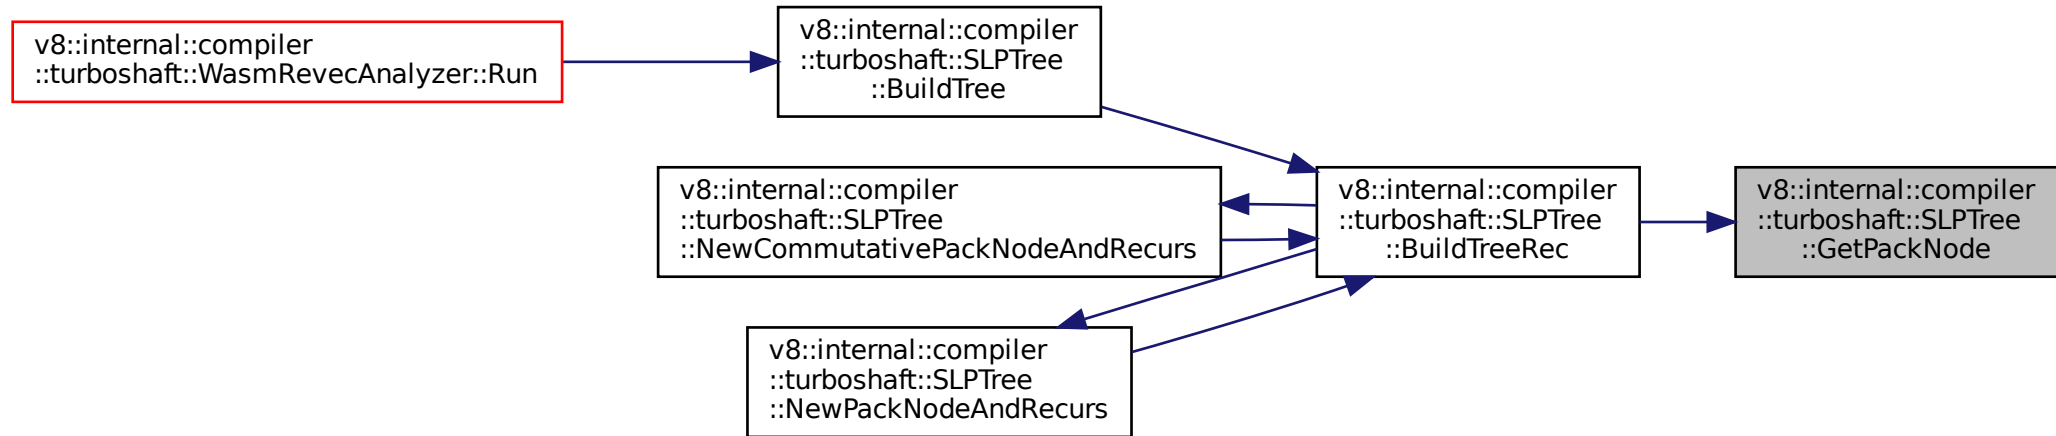 v8::internal::compiler
::turboshaft::WasmRevecAnalyzer::Run
v8::internal::compiler
::turboshaft::SLPTree
::BuildTree
v8::internal::compiler
::turboshaft::SLPTree
::NewCommutativePackNodeAndRecurs
v8::internal::compiler
::turboshaft::SLPTree
::BuildTreeRec
v8::internal::compiler
::turboshaft::SLPTree
::GetPackNode
v8::internal::compiler
::turboshaft::SLPTree
::NewPackNodeAndRecurs